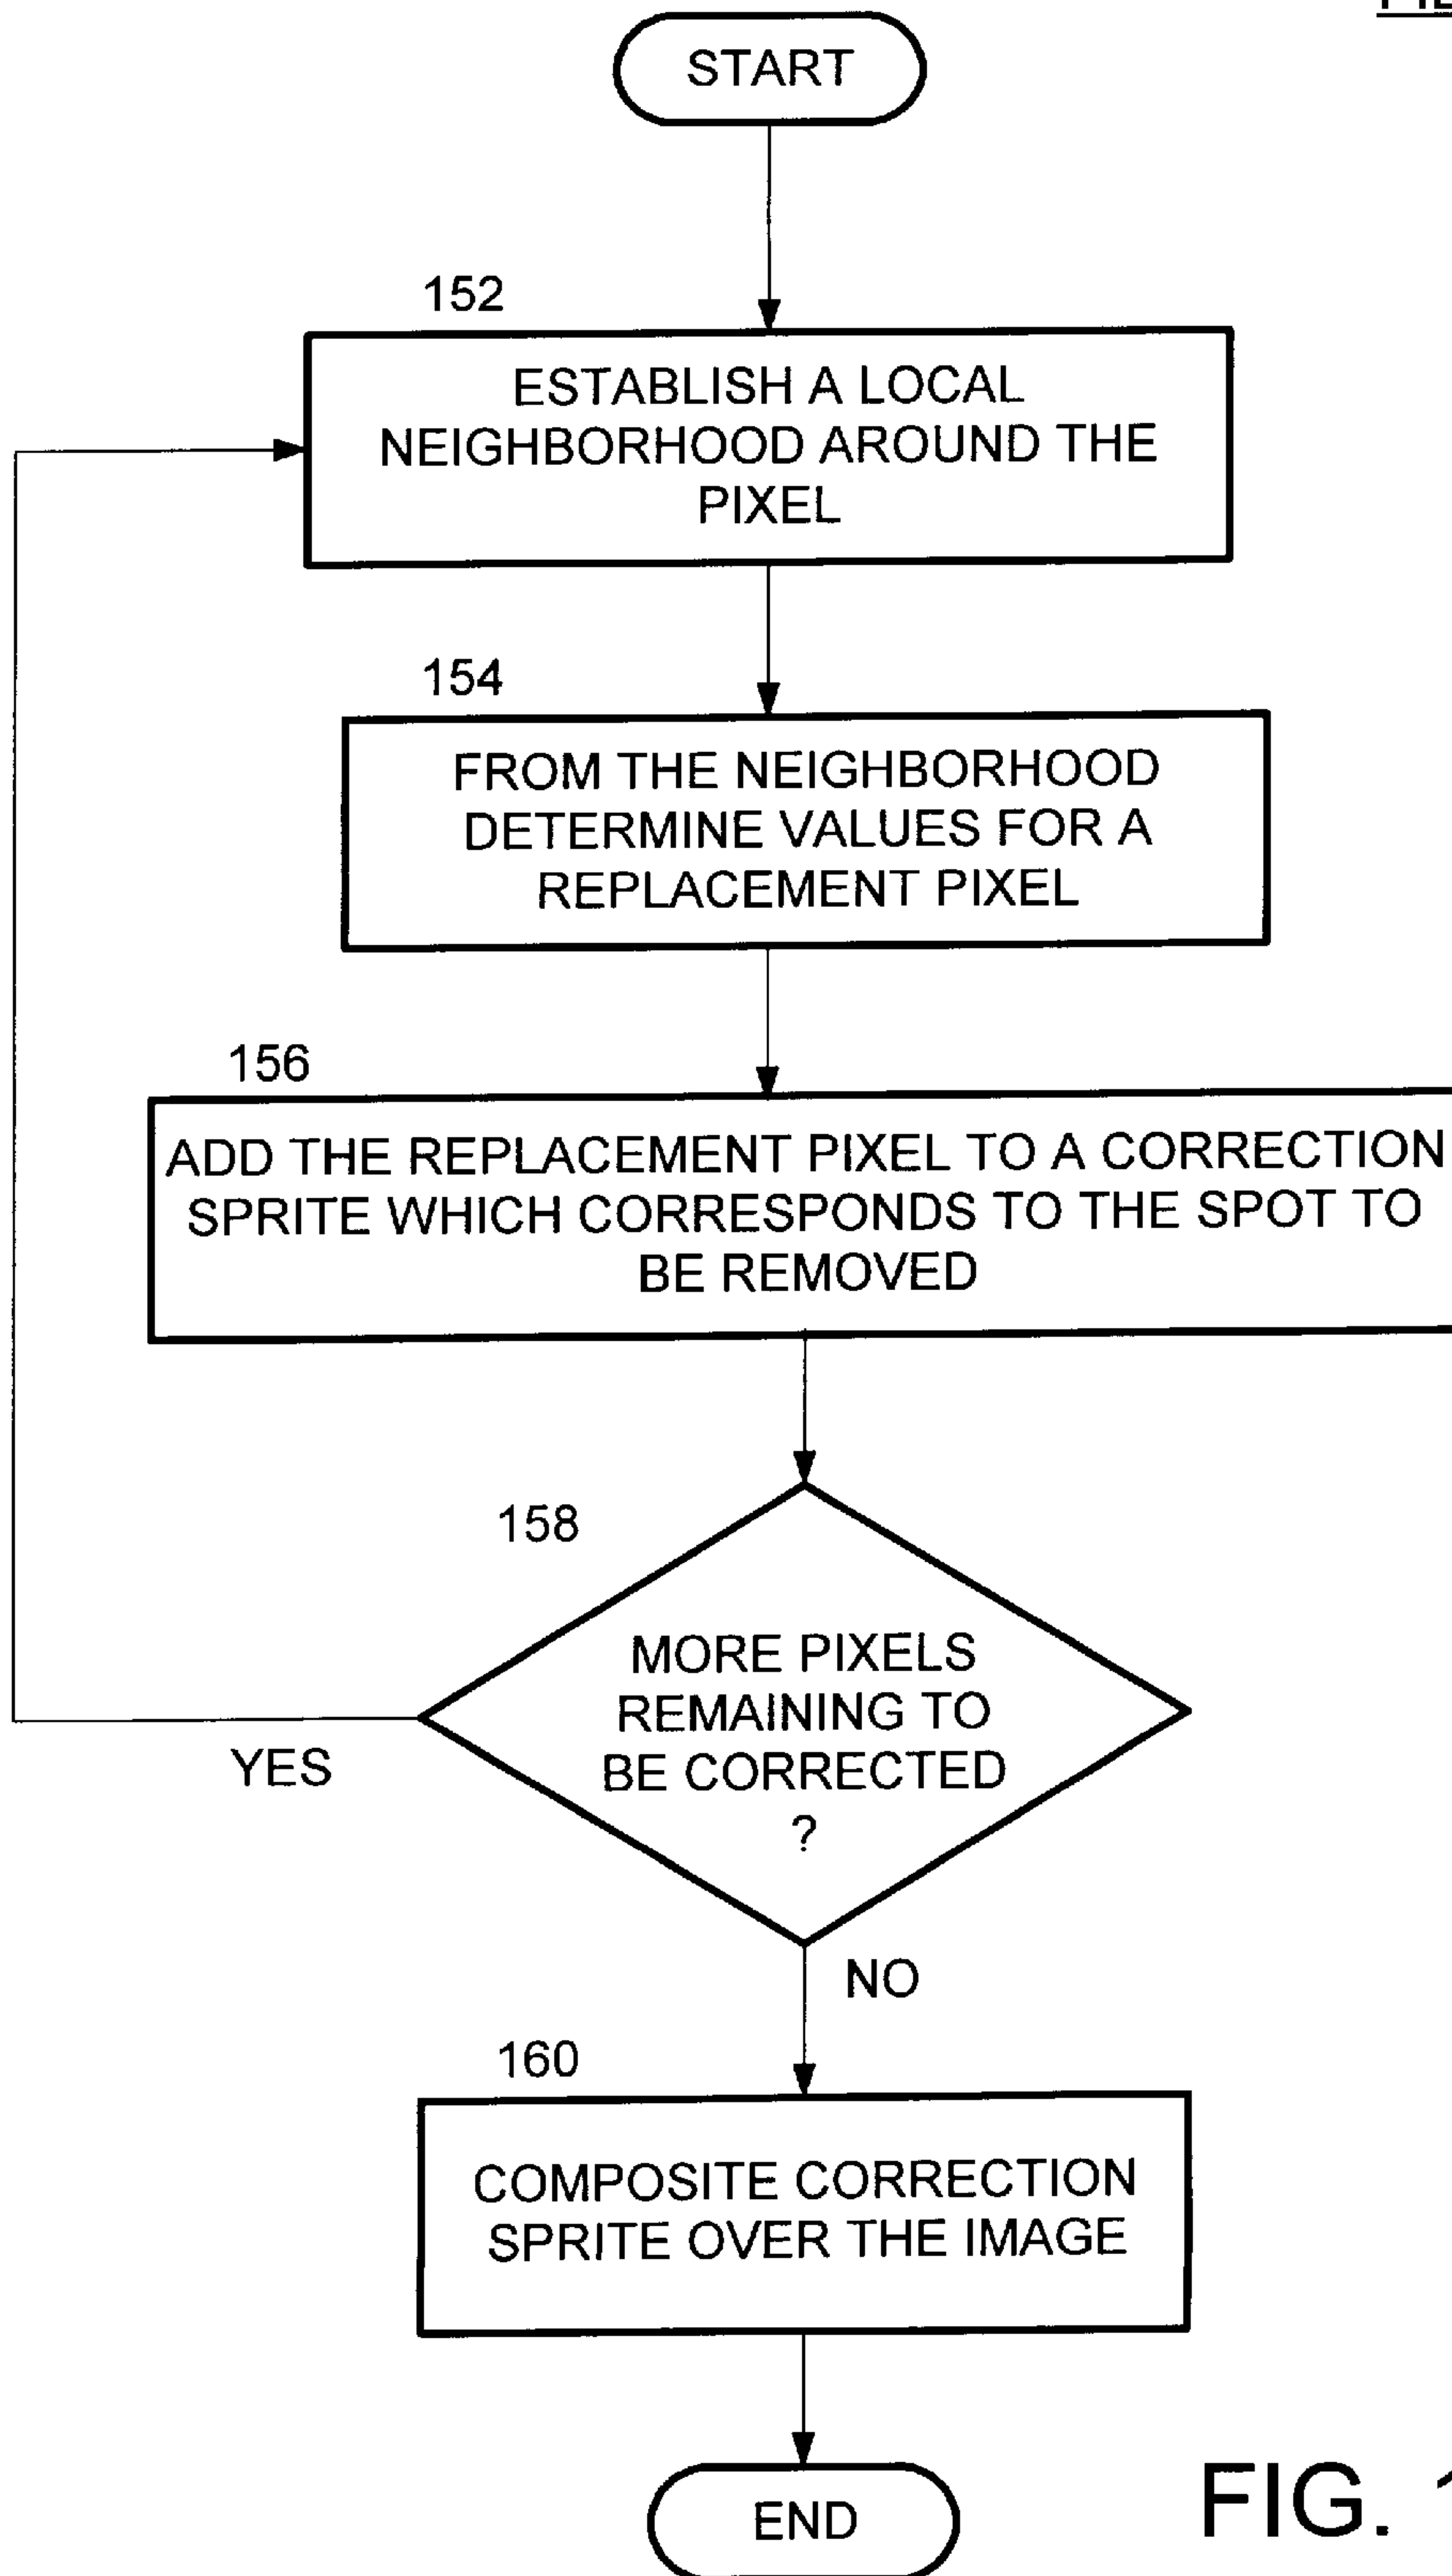 START
152
ESTABLISH A LOCAL
NEIGHBORHOOD AROUND THE
PIXEL
154
FROM THE NEIGHBORHOOD
DETERMINE VALUES FOR A
REPLACEMENT PIXEL
156
ADD THE REPLACEMENT PIXEL TO A CORRECTION
SPRITE WHICH CORRESPONDS TO THE SPOT TO
BE REMOVED
158
MORE PIXELS
REMAINING TO
BE CORRECTED
?
YES
NO
160
COMPOSITE CORRECTION
SPRITE OVER THE IMAGE
END
FIG.